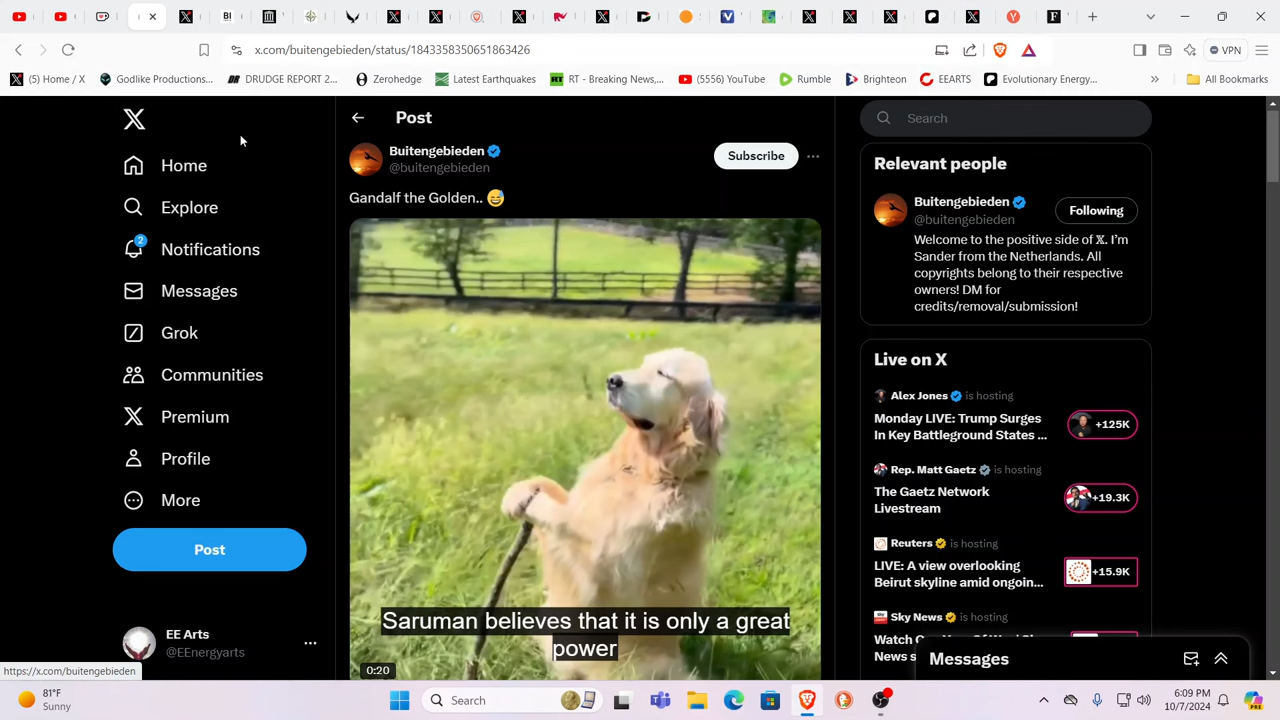 x.com/buitengebieden/status/1843358350651863426
VPN
(5) Home / X
Godlike Productions...
DRUDGE REPORT 2...
Zerohedge
Latest Earthquakes
RT - Breaking News,...
(5556) YouTube
Rumble
Brighteon
EEARTS
Evolutionary Energy...
All Bookmarks
Home
Explore
2
Notifications
Messages
Grok
Communities
Premium
Profile
More
Post
EE Arts
@EEnergyarts
https://x.com/buitengebieden
Post
Buitengebieden
@buitengebieden
Subscribe
Gandalf the Golden..
Saruman believes that it is only a great
power
0:20
Search
Relevant people
Buitengebieden
@buitengebieden
Following
Welcome to the positive side of 𝕏. I'm
Sander from the Netherlands. All
copyrights belong to their respective
owners! DM for
credits/removal/submission!
Live on X
Alex Jones is hosting
Monday LIVE: Trump Surges
In Key Battleground States ...
+125K
Rep. Matt Gaetz is hosting
The Gaetz Network
Livestream
+19.3K
Reuters is hosting
LIVE: A view overlooking
Beirut skyline amid ongoin...
+15.9K
Sky News is hosting
Messages
81°F
Sunny
Search
6:09 PM
10/7/2024